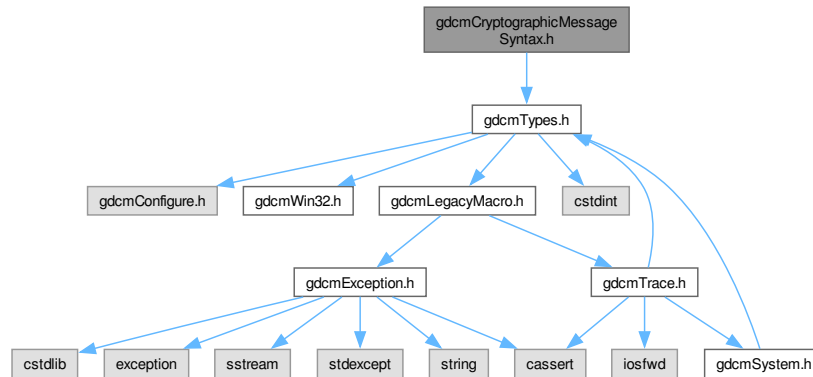 gdcmCryptographicMessage
Syntax.h
gdcmTypes.h
gdcmConfigure.h
gdcmWin32.h
gdcmLegacyMacro.h
cstdint
gdcmException.h
gdcmTrace.h
cstdlib
exception
sstream
stdexcept
string
cassert
iosfwd
gdcmSystem.h